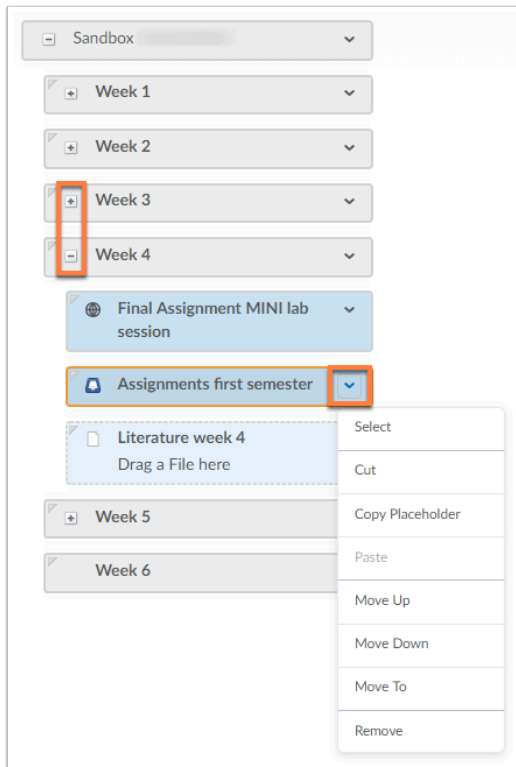 Sandbox
Week 1
Week 2
Week 3
Week 4
Final Assignment MINI lab
session
Assignments first semester
Literature week 4
Drag a File here
Week 5
Week 6
Select
Cut
Copy Placeholder
Paste
Move Up
Move Down
Move To
Remove